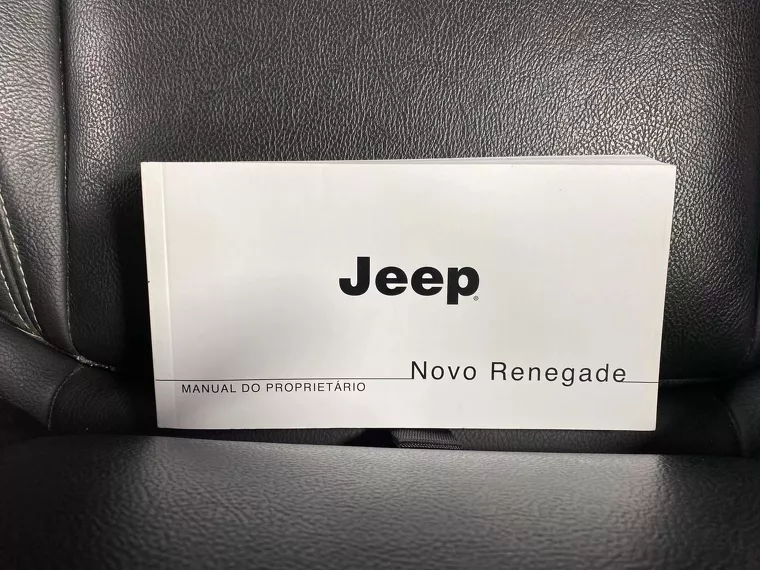 Jeep®
Novo Renegade
MANUAL DO PROPRIETÁRIO